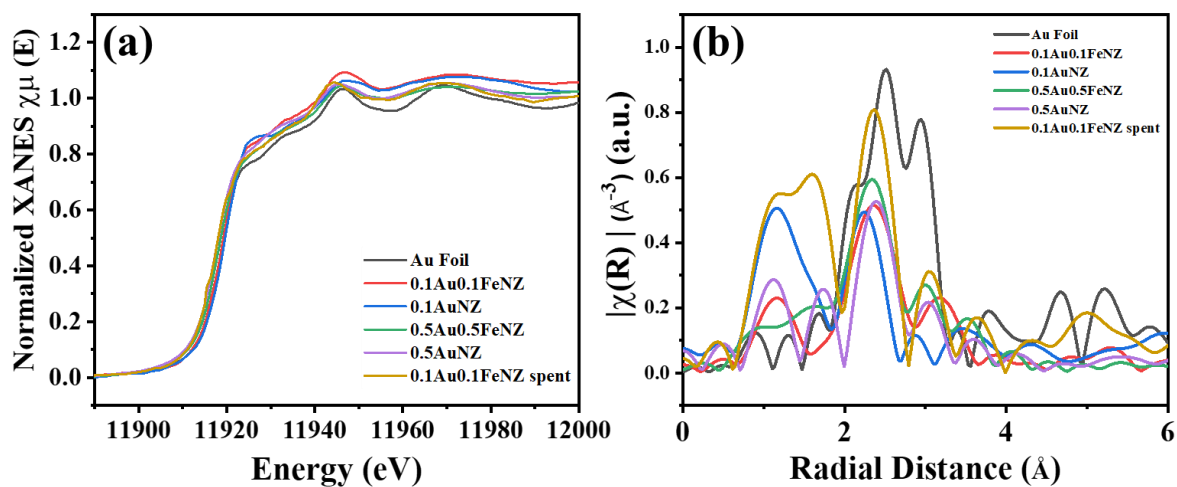 (a)
Normalized XANES χμ (E)
1.2
1.0
0.8
0.6
0.4
0.2
0.0
Au Foil
0.1Au0.1FeNZ
0.1AuNZ
0.5Au0.5FeNZ
0.5AuNZ
0.1Au0.1FeNZ spent
11900
11920
11940
11960
11980
12000
Energy (eV)
(b)
|χ(R) | (Å⁻³) (a.u.)
1.0
0.8
0.6
0.4
0.2
0.0
Au Foil
0.1Au0.1FeNZ
0.1AuNZ
0.5Au0.5FeNZ
0.5AuNZ
0.1Au0.1FeNZ spent
0
2
4
6
Radial Distance (Å)